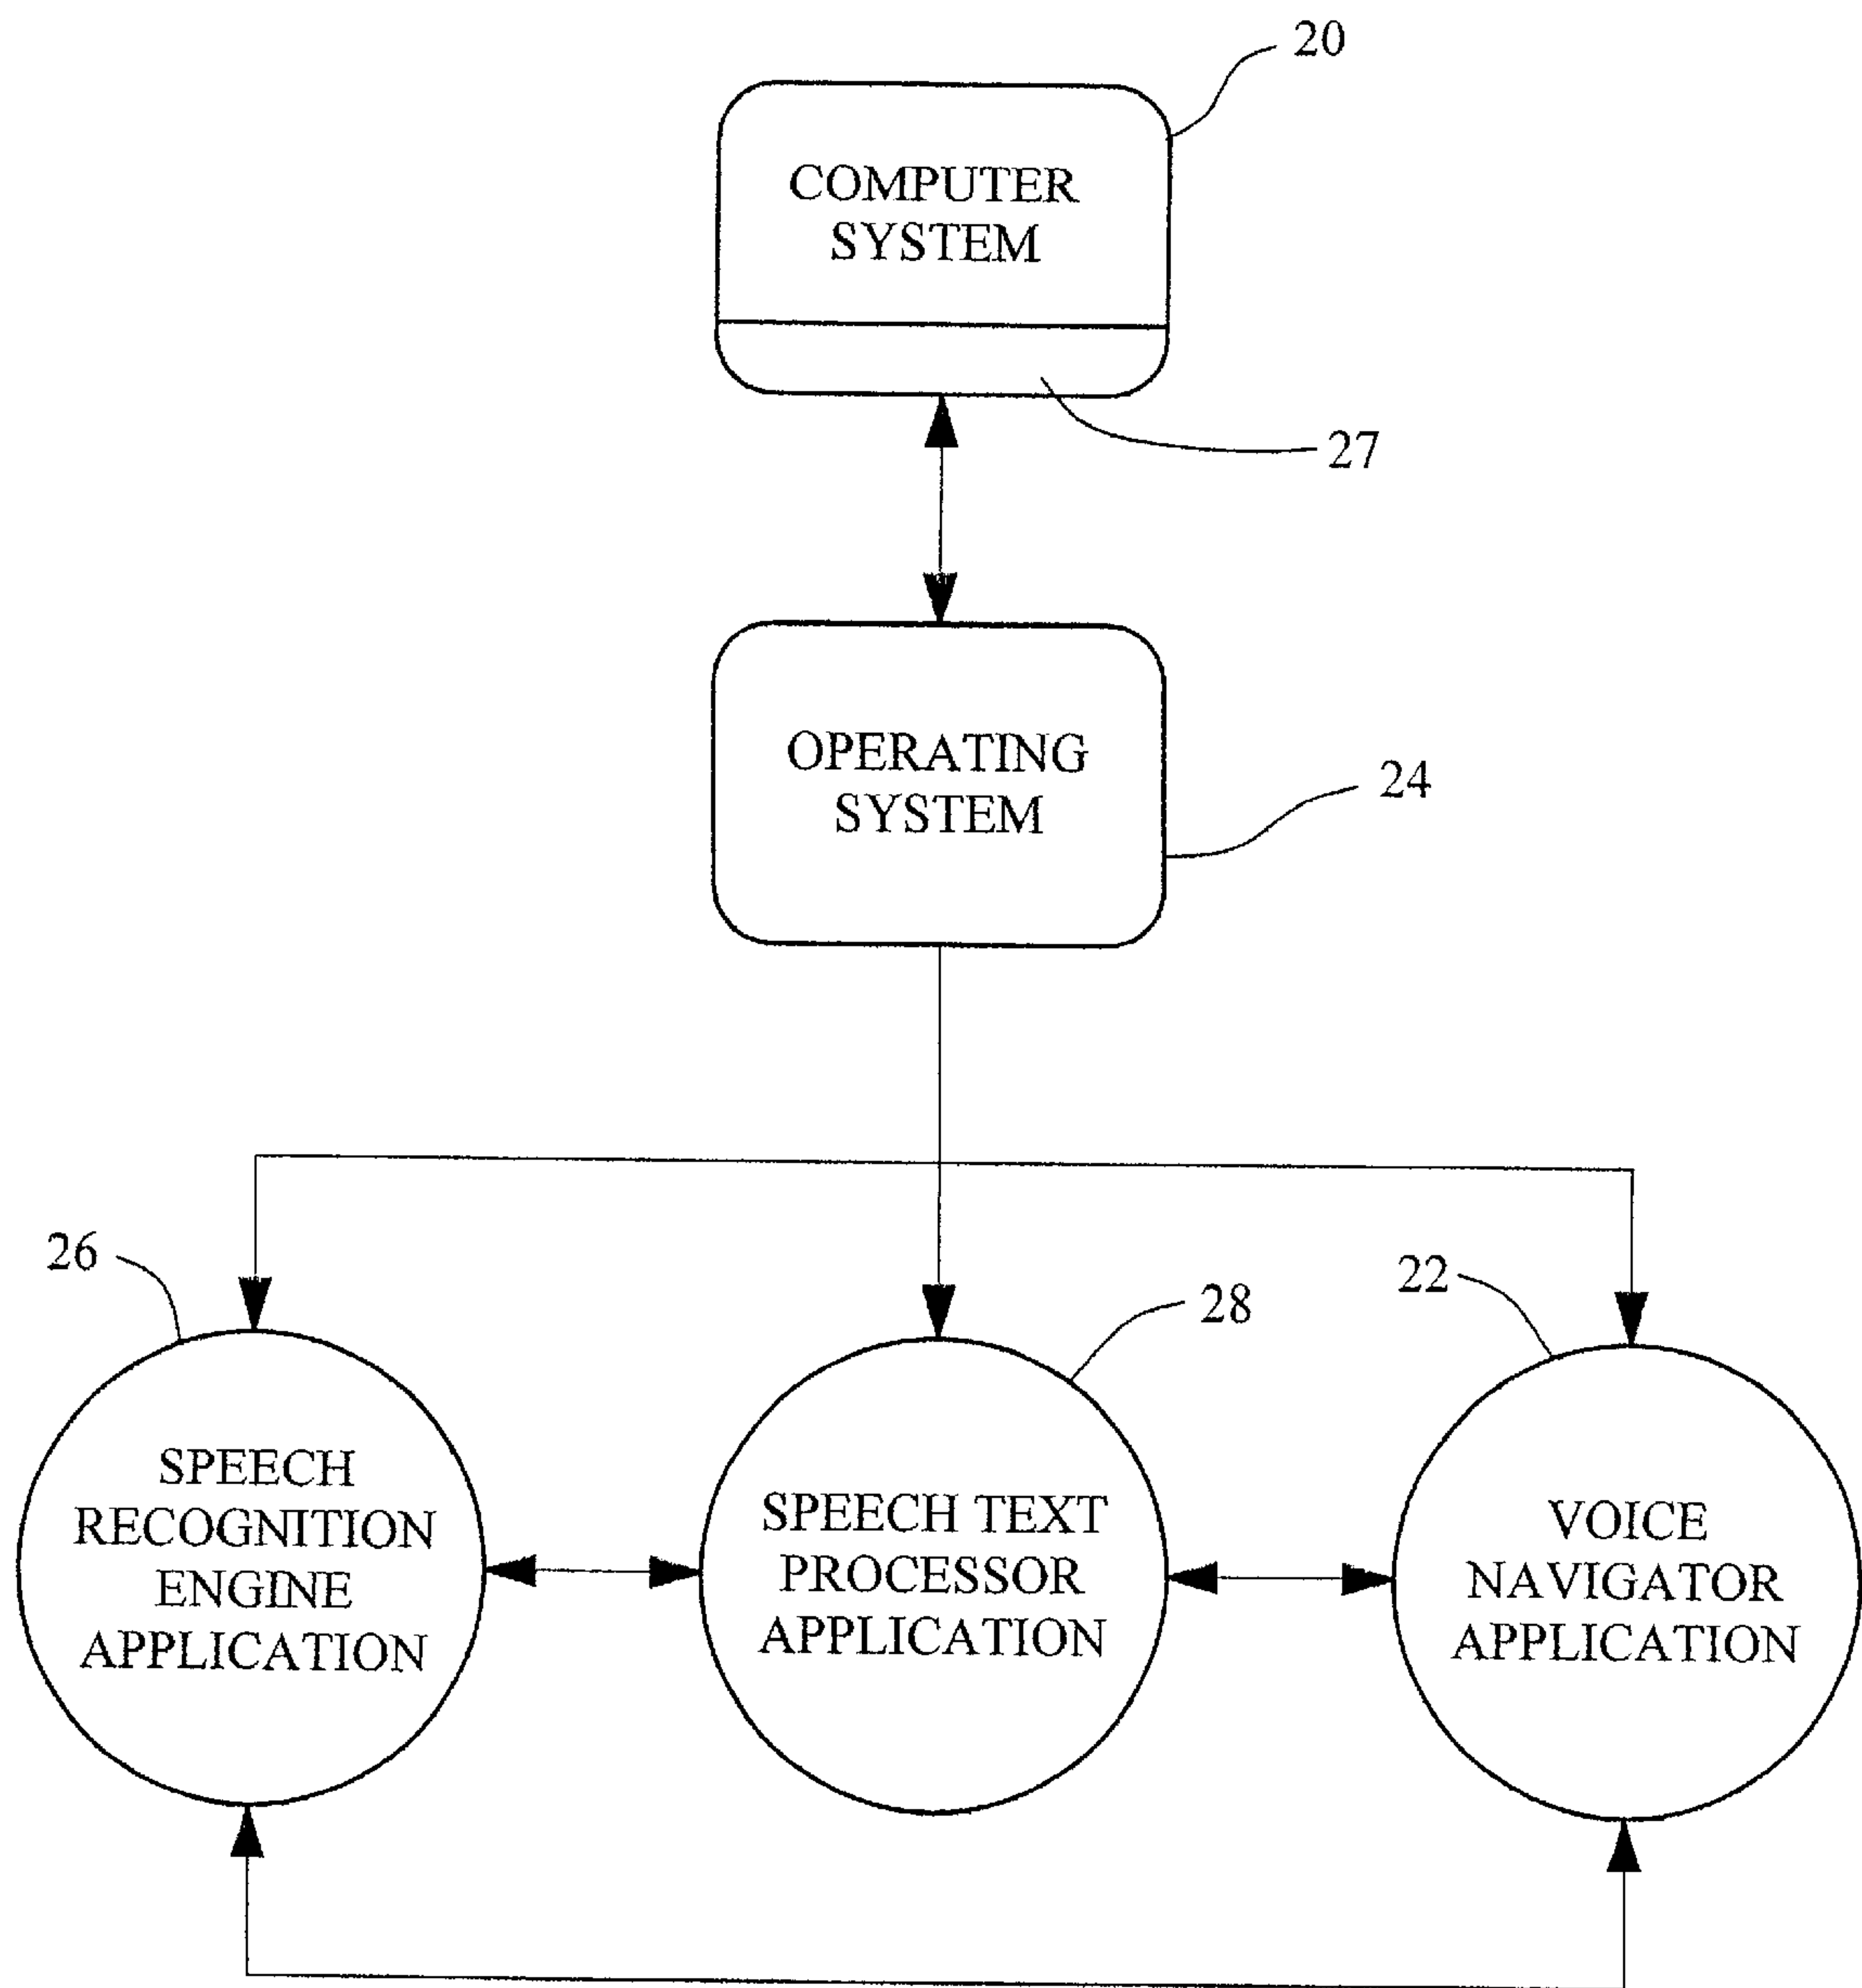 20
COMPUTER
SYSTEM
27
OPERATING
SYSTEM
24
26
28
22
SPEECH
RECOGNITION
ENGINE
APPLICATION
SPEECH TEXT
PROCESSOR
APPLICATION
VOICE
NAVIGATOR
APPLICATION